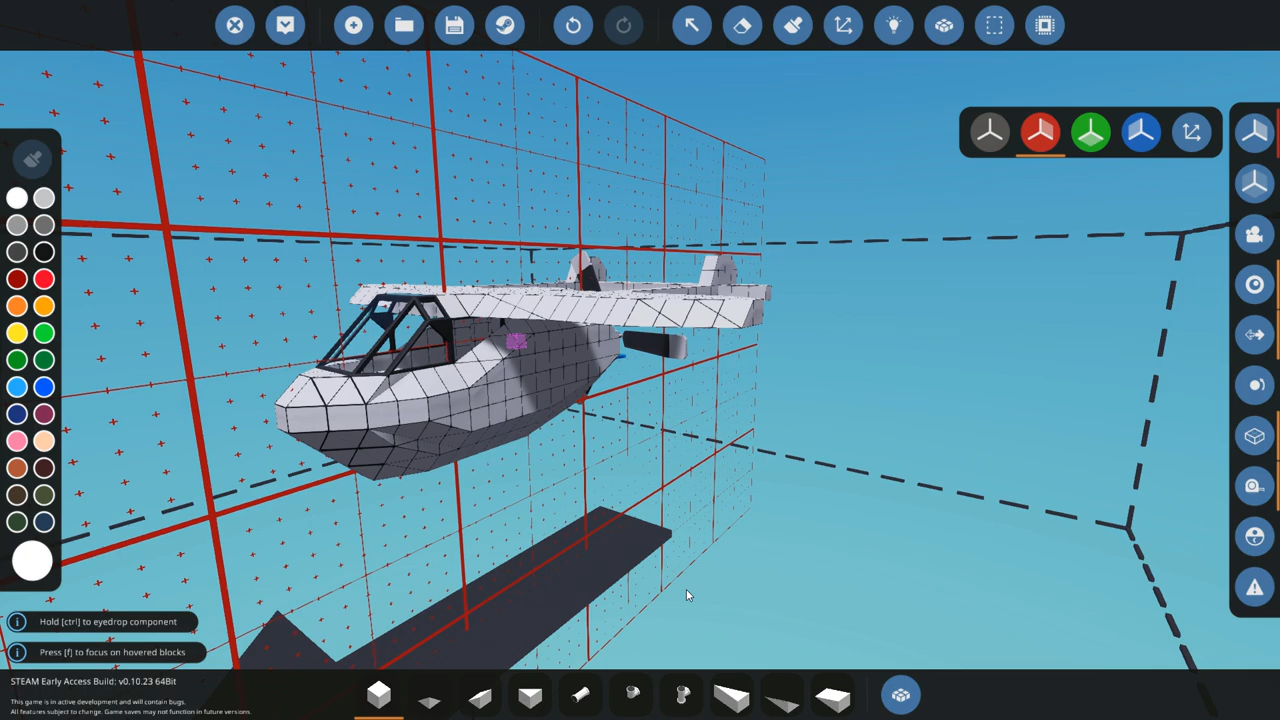 Hold [ctrl] to eyedrop component
Press [f] to focus on hovered blocks
STEAM Early Access Build: v0.10.23 64Bit
This game is in active development and will contain bugs.
All features subject to change. Game saves may not function in future versions.